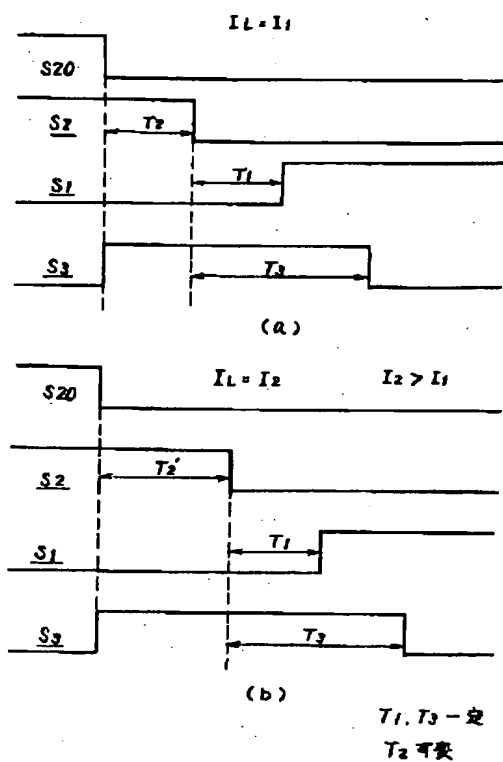 IL = I1
S20
S2
T2
T1
S1
S3
T3
(a)
IL = I2 I2 > I1
S20
T2'
S2
T1
S1
S3
T3
(b)
T1, T3 一定
T2 可変